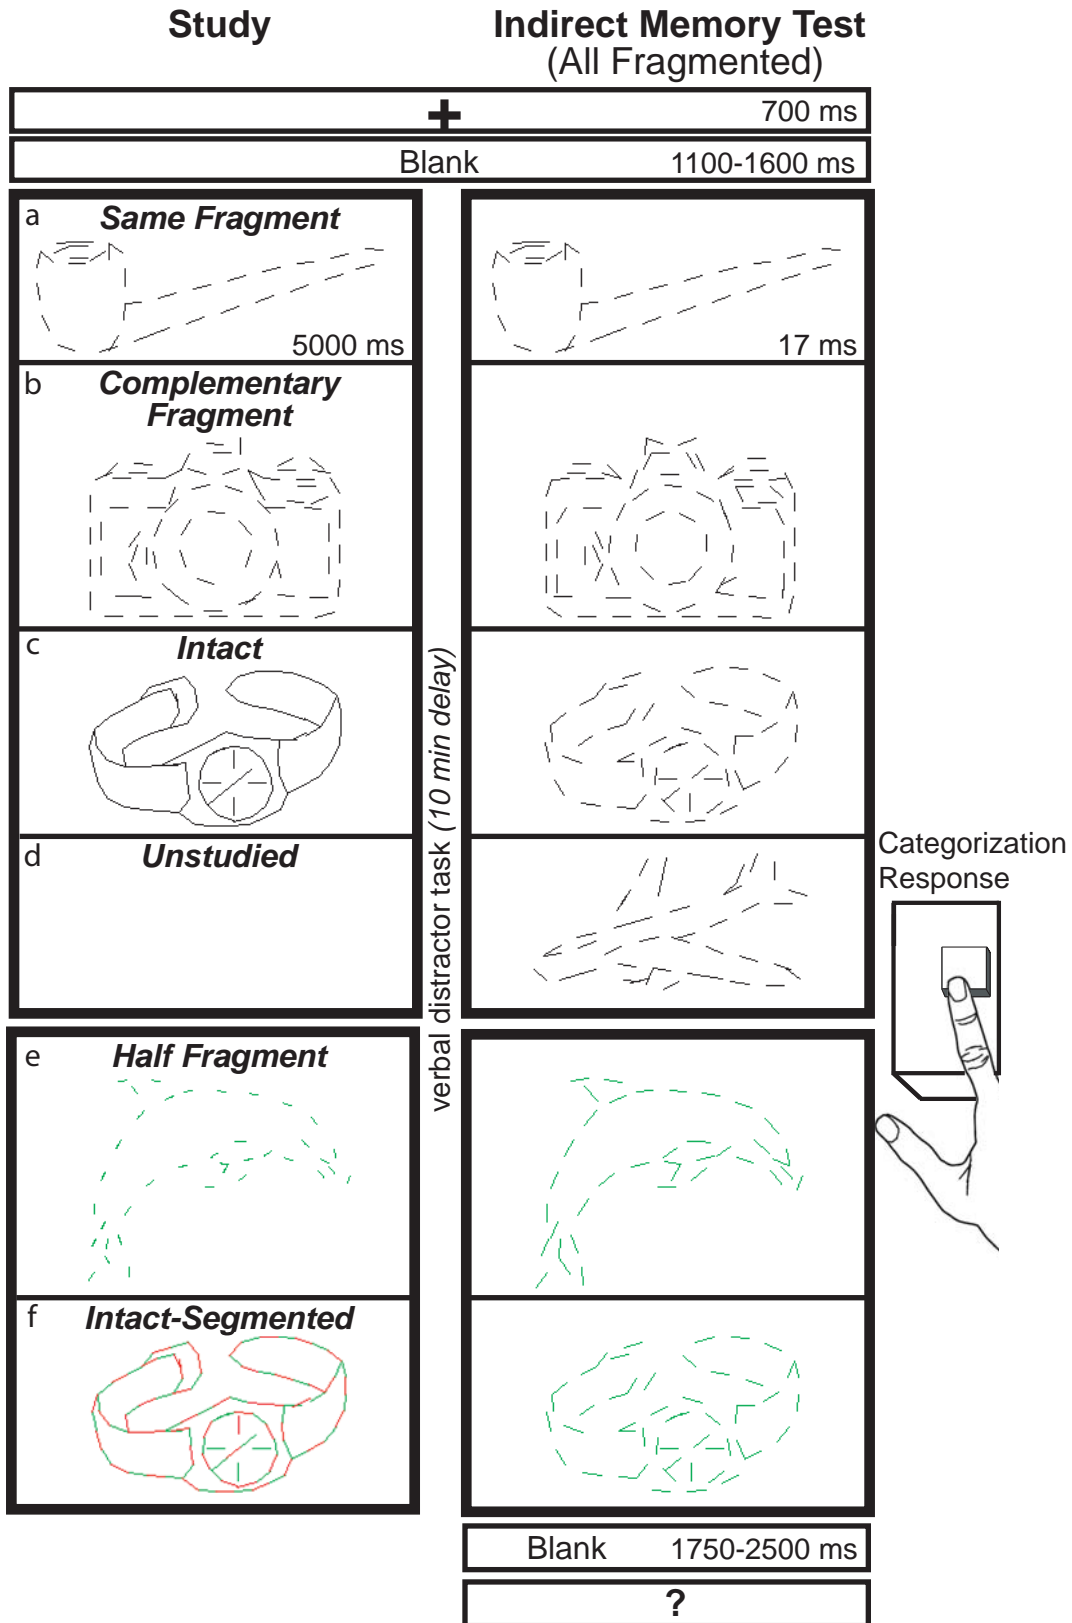 Study
Indirect Memory Test
(All Fragmented)
+ 700 ms
Blank 1100-1600 ms
a Same Fragment
5000 ms
17 ms
b Complementary
Fragment
c Intact
d Unstudied
verbal distractor task (10 min delay)
Categorization
Response
e Half Fragment
f Intact-Segmented
Blank 1750-2500 ms
?